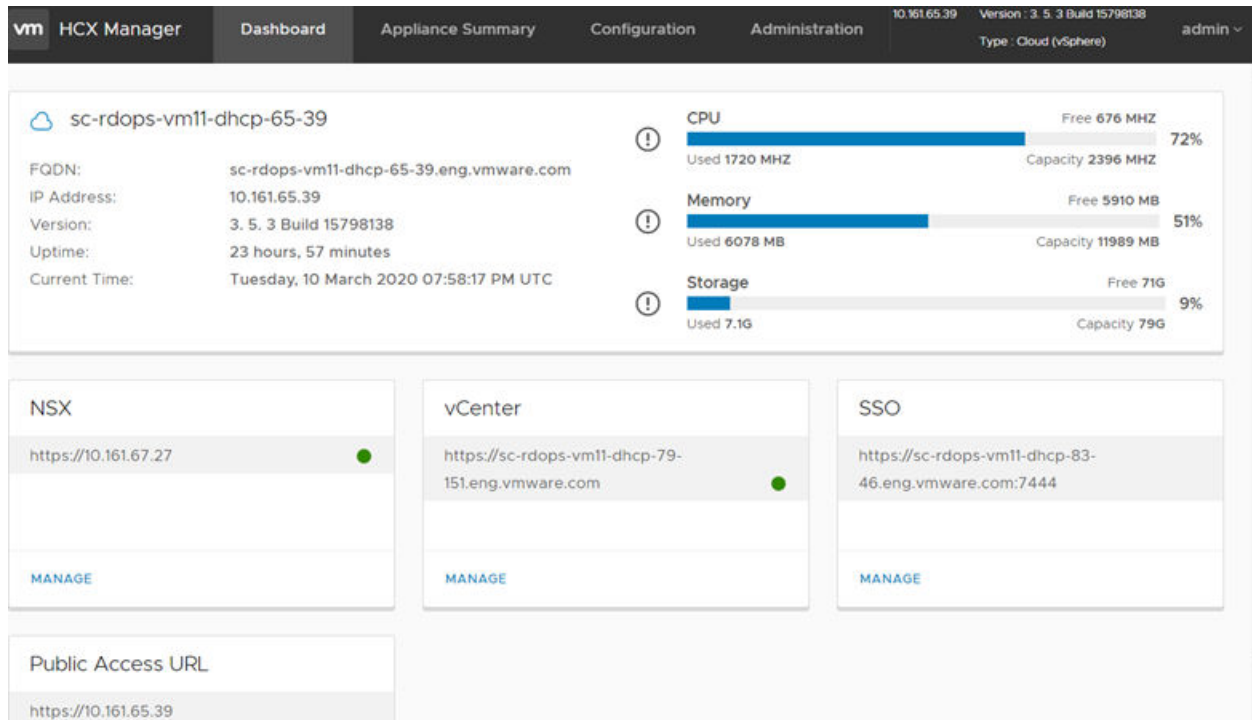 vm HCX Manager Dashboard Appliance Summary Configuration Administration 10.161.65.39 Version : 3. 5. 3 Build 15798138 admin
Type : Cloud (vSphere)
sc-rdops-vm11-dhcp-65-39
FQDN: sc-rdops-vm11-dhcp-65-39.eng.vmware.com
IP Address: 10.161.65.39
Version: 3. 5. 3 Build 15798138
Uptime: 23 hours, 57 minutes
Current Time: Tuesday, 10 March 2020 07:58:17 PM UTC
CPU Free 676 MHZ
72%
Used 1720 MHZ Capacity 2396 MHZ
Memory Free 5910 MB
51%
Used 6078 MB Capacity 11989 MB
Storage Free 71G
9%
Used 7.1G Capacity 79G
NSX
https://10.161.67.27
MANAGE
vCenter
https://sc-rdops-vm11-dhcp-79-
151.eng.vmware.com
MANAGE
SSO
https://sc-rdops-vm11-dhcp-83-
46.eng.vmware.com:7444
MANAGE
Public Access URL
https://10.161.65.39